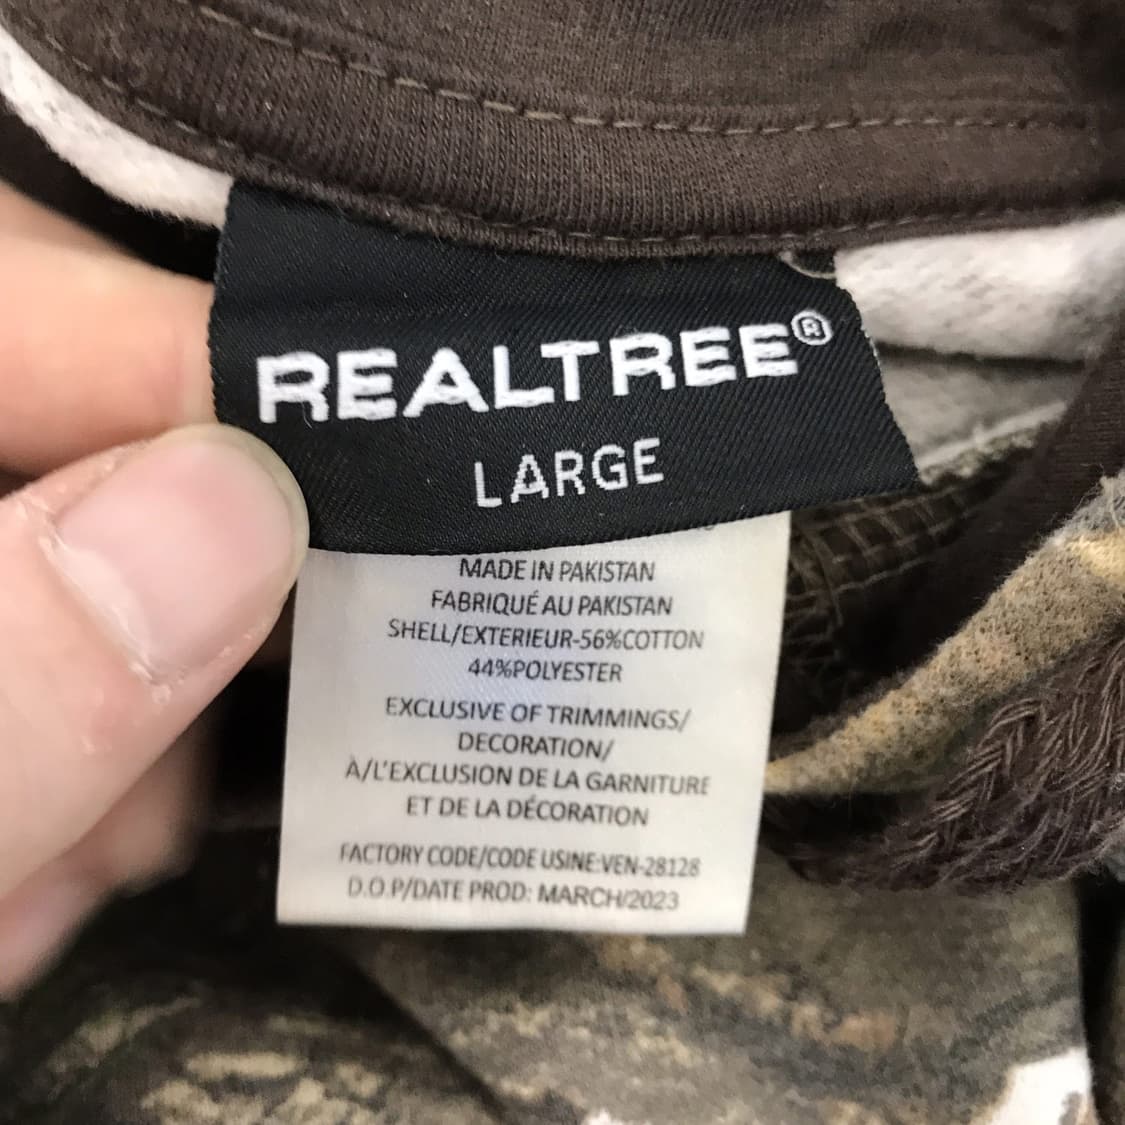 REALTREE®
LARGE
MADE IN PAKISTAN
FABRIQUÉ AU PAKISTAN
SHELL/EXTERIEUR-56%COTTON
44%POLYESTER
EXCLUSIVE OF TRIMMINGS/
DECORATION/
À/L'EXCLUSION DE LA GARNITURE
ET DE LA DÉCORATION
FACTORY CODE/CODE USINE:VEN-28128
D.O.P/DATE PROD: MARCH/2023